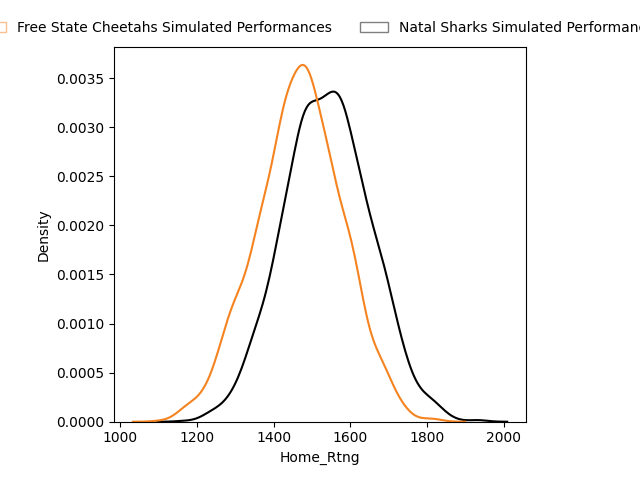 Free State Cheetahs Simulated Performances
Natal Sharks Simulated
0.0035
0.0030
0.0025
0.0020
0.0015
0.0010
0.0005
0.0000
Density
1000 1200 1400 1600 1800 2000
Home_Rtng